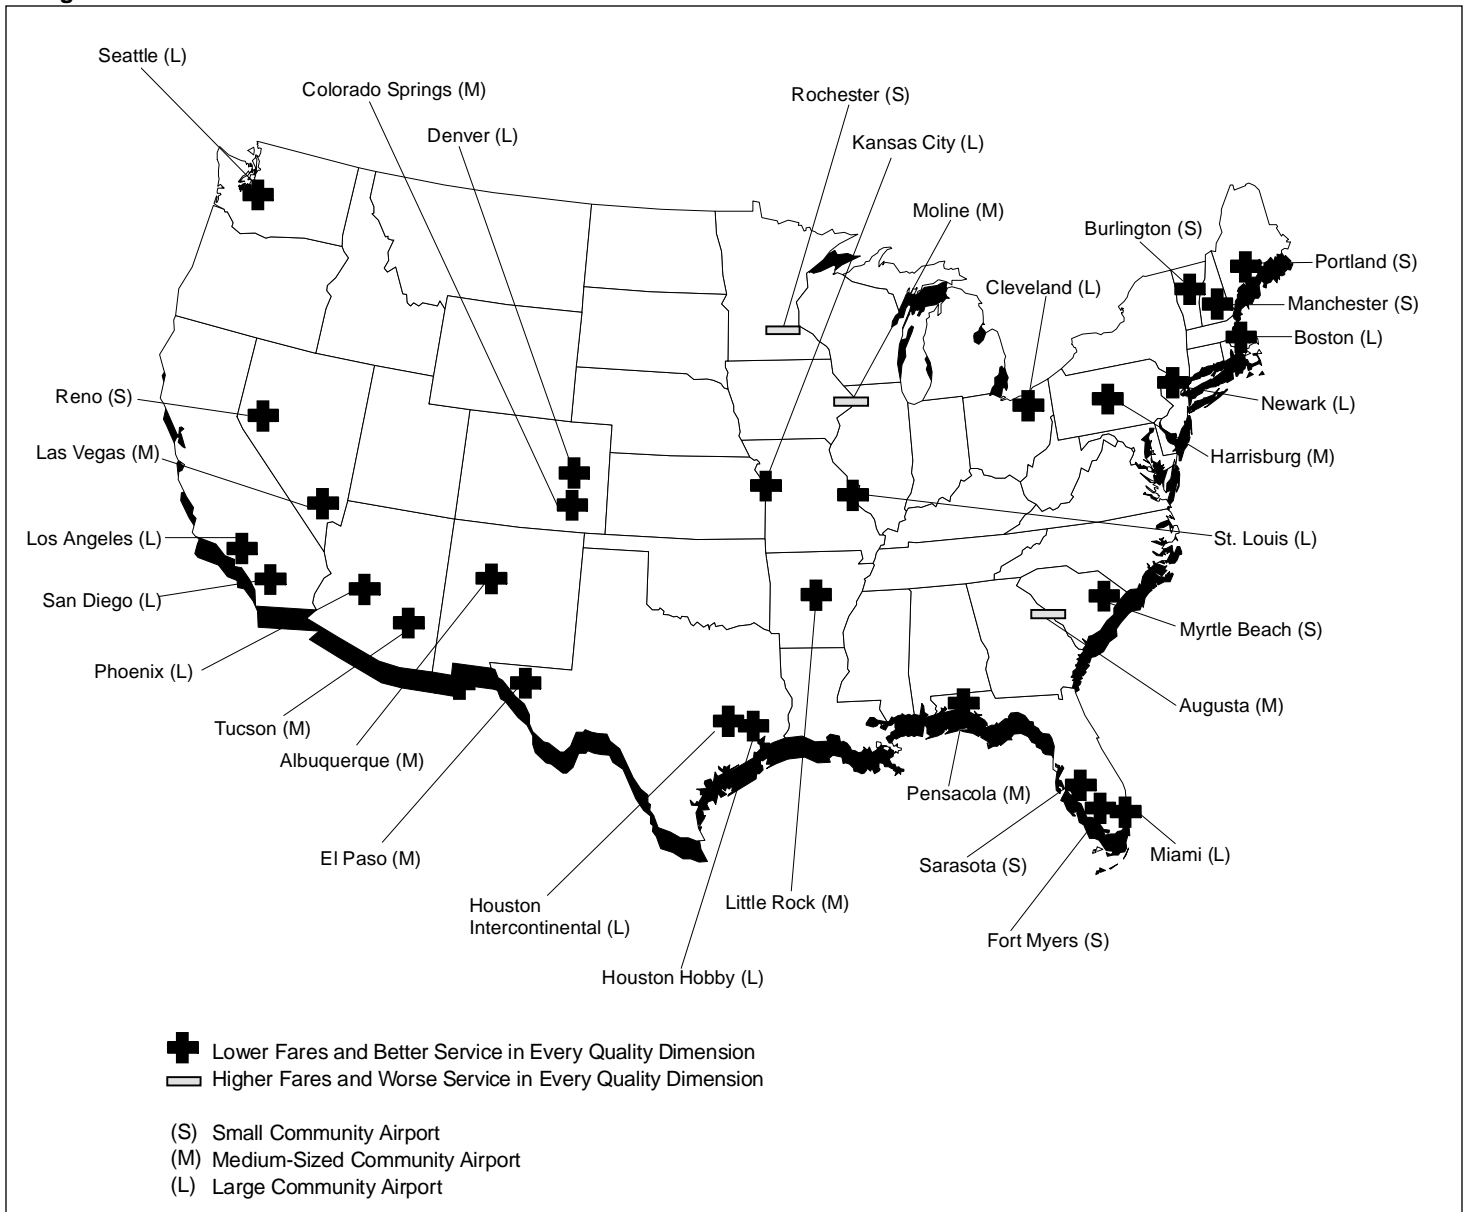 Seattle (L)
Colorado Springs (M)
Rochester (S)
Denver (L)
Kansas City (L)
Moline (M)
Burlington (S)
Portland (S)
Cleveland (L)
Manchester (S)
Boston (L)
Reno (S)
Newark (L)
Las Vegas (M)
Harrisburg (M)
Los Angeles (L)
St. Louis (L)
San Diego (L)
Myrtle Beach (S)
Phoenix (L)
Augusta (M)
Tucson (M)
Albuquerque (M)
Pensacola (M)
El Paso (M)
Miami (L)
Sarasota (S)
Little Rock (M)
Houston
Intercontinental (L)
Fort Myers (S)
Houston Hobby (L)
Lower Fares and Better Service in Every Quality Dimension
Higher Fares and Worse Service in Every Quality Dimension
(S) Small Community Airport
(M) Medium-Sized Community Airport
(L) Large Community Airport